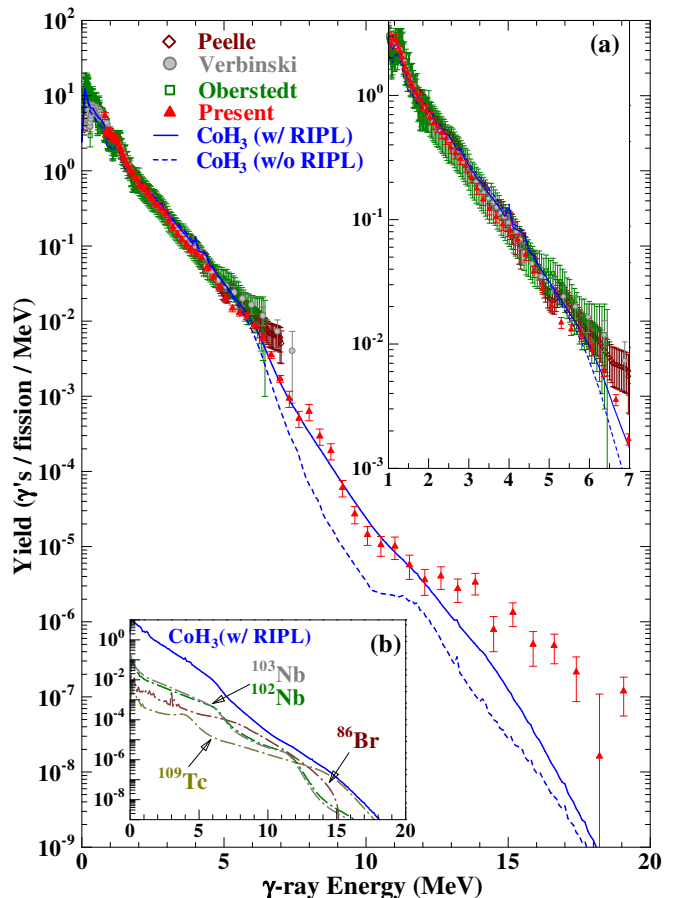 10^2
10^1
10^0
10^-1
10^-2
10^-3
10^-4
10^-5
10^-6
10^-7
10^-8
10^-9
Yield (γ's / fission / MeV)
Peelle
Verbinski
Oberstedt
Present
CoH3 (w/ RIPL)
CoH3 (w/o RIPL)
(a)
10^0
10^-1
10^-2
10^-3
1 2 3 4 5 6 7
(b)
CoH3(w/ RIPL)
103Nb
102Nb
86Br
109Tc
10^0
10^-2
10^-4
10^-6
10^-8
0 5 10 15 20
0 5 10 15 20
γ-ray Energy (MeV)